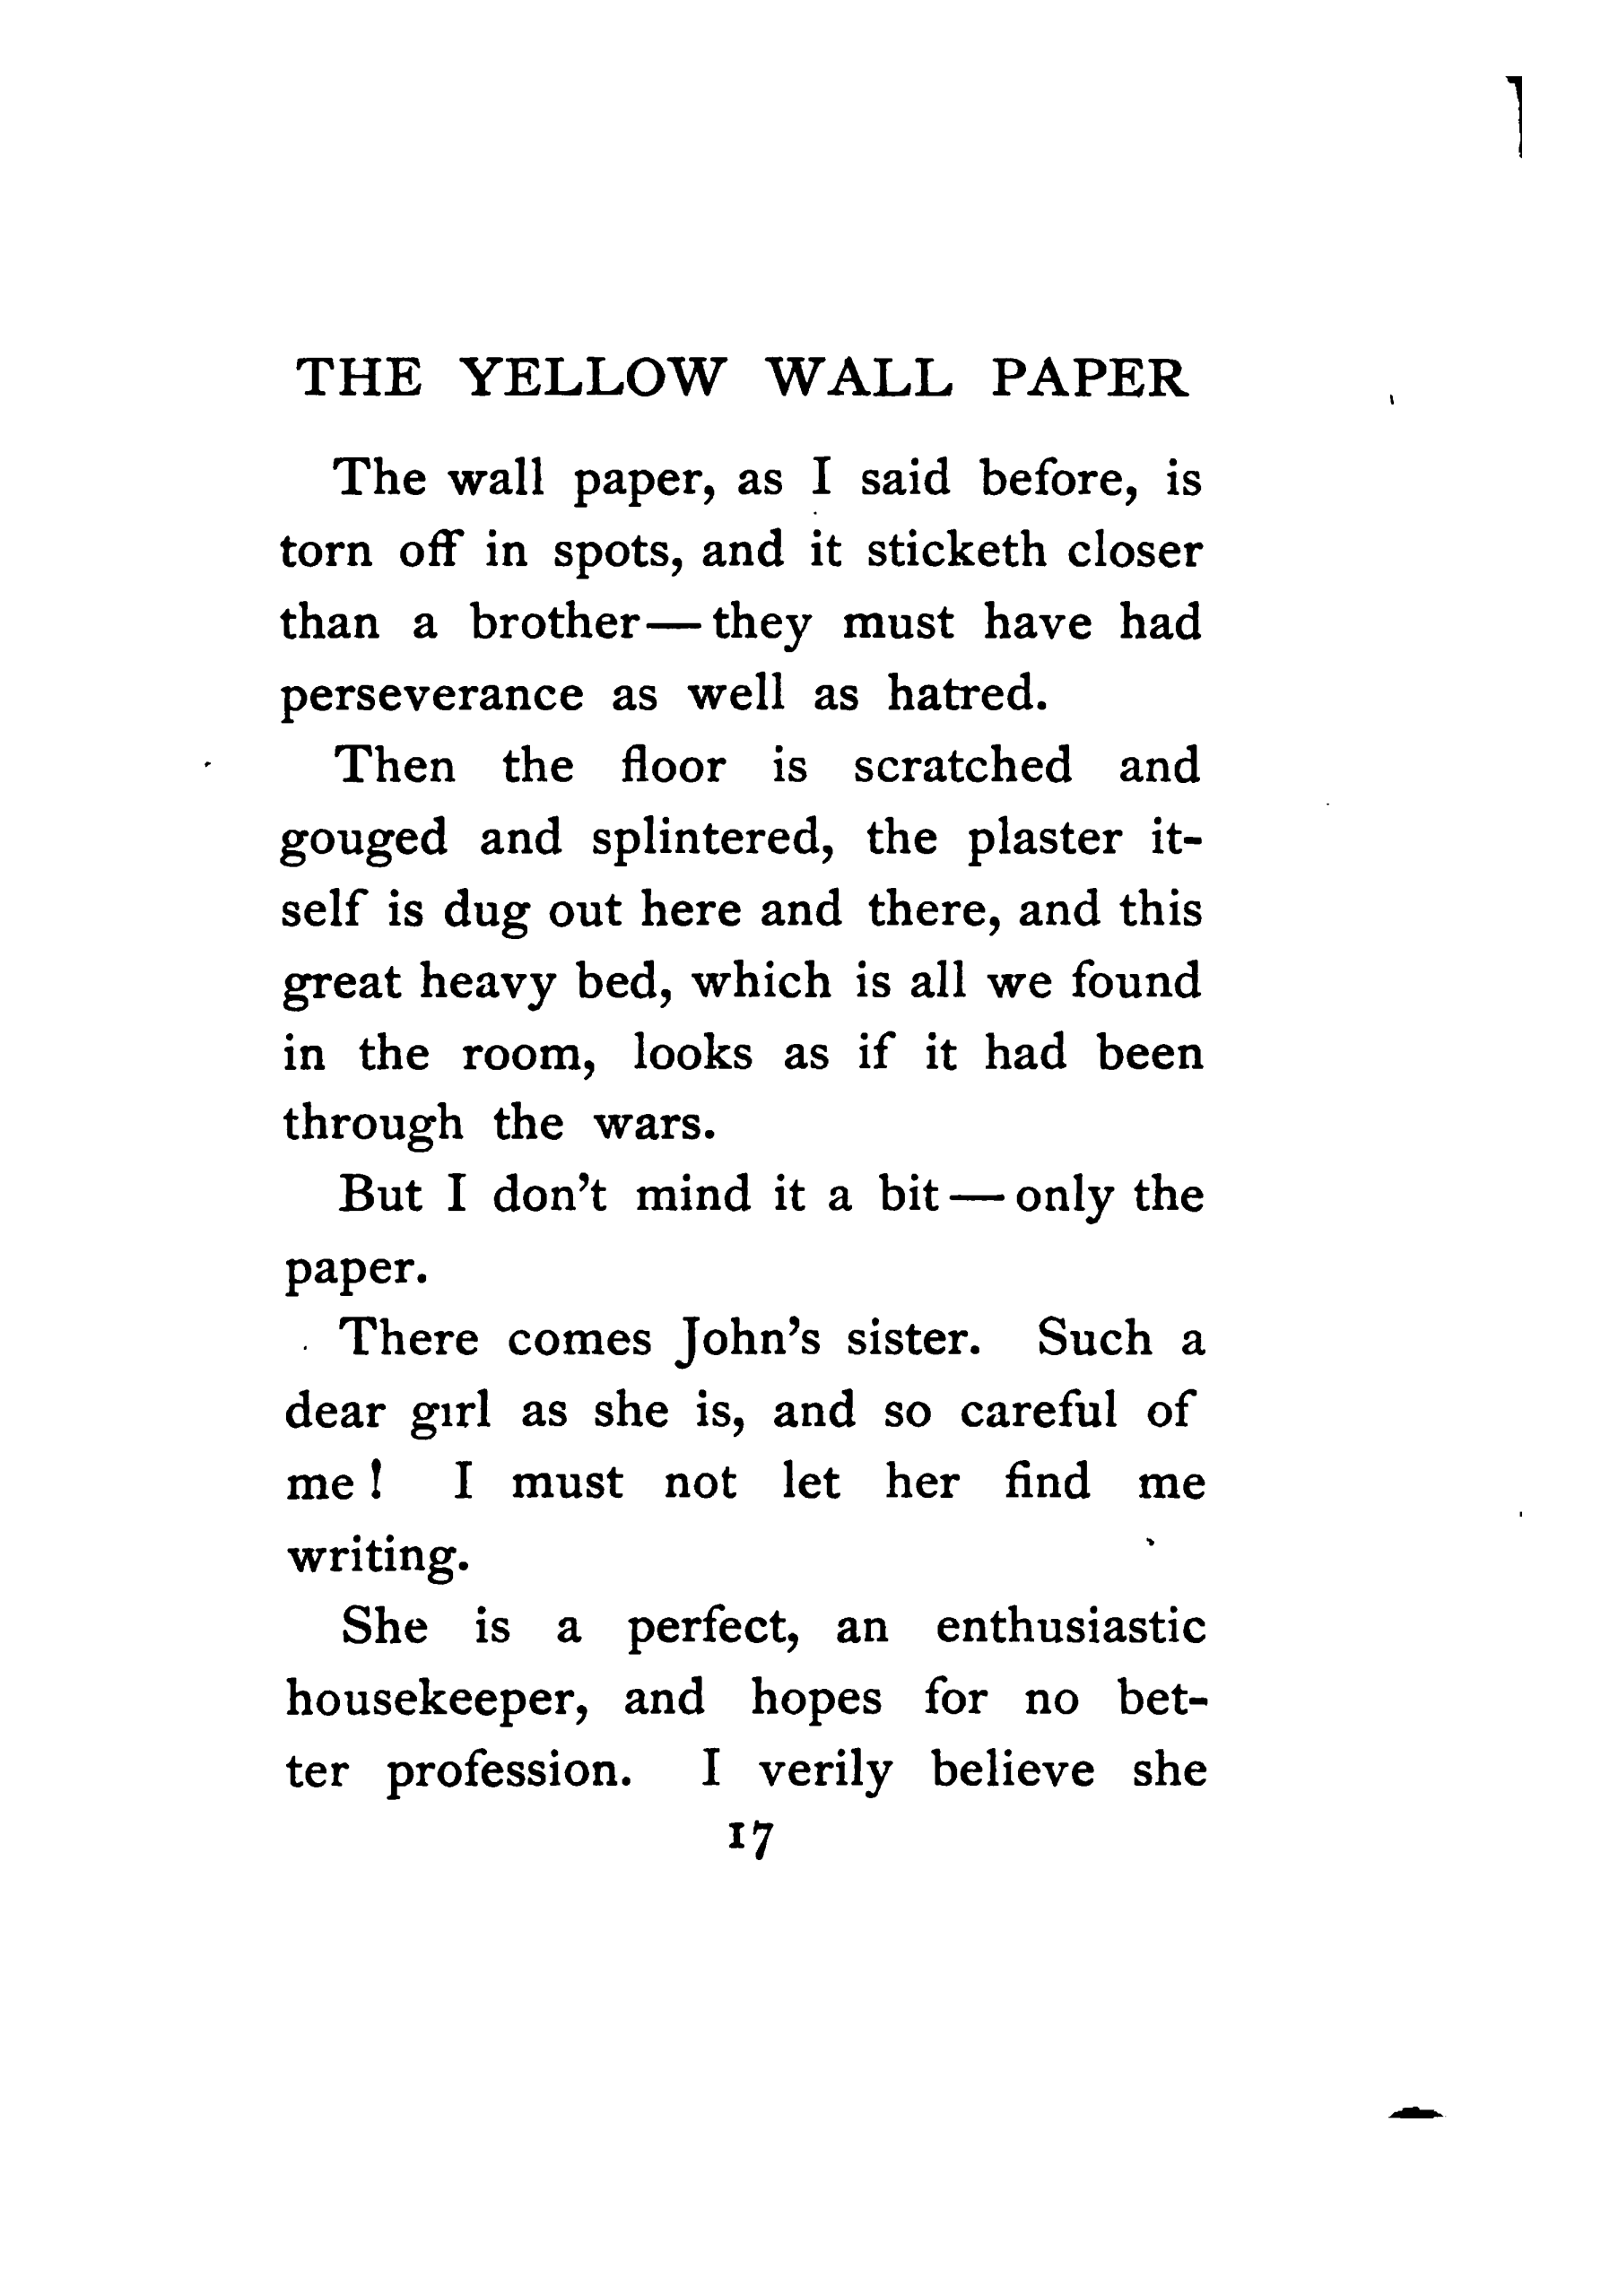 THE YELLOW WALL PAPER
The wall paper, as I said before, is
torn off in spots, and it sticketh closer
than a brother—they must have had
perseverance as well as hatred.
Then the floor is scratched and
gouged and splintered, the plaster it-
self is dug out here and there, and this
great heavy bed, which is all we found
in the room, looks as if it had been
through the wars.
But I don't mind it a bit—only the
paper.
There comes John's sister. Such a
dear girl as she is, and so careful of
me! I must not let her find me
writing.
She is a perfect, an enthusiastic
housekeeper, and hopes for no bet-
ter profession. I verily believe she
17